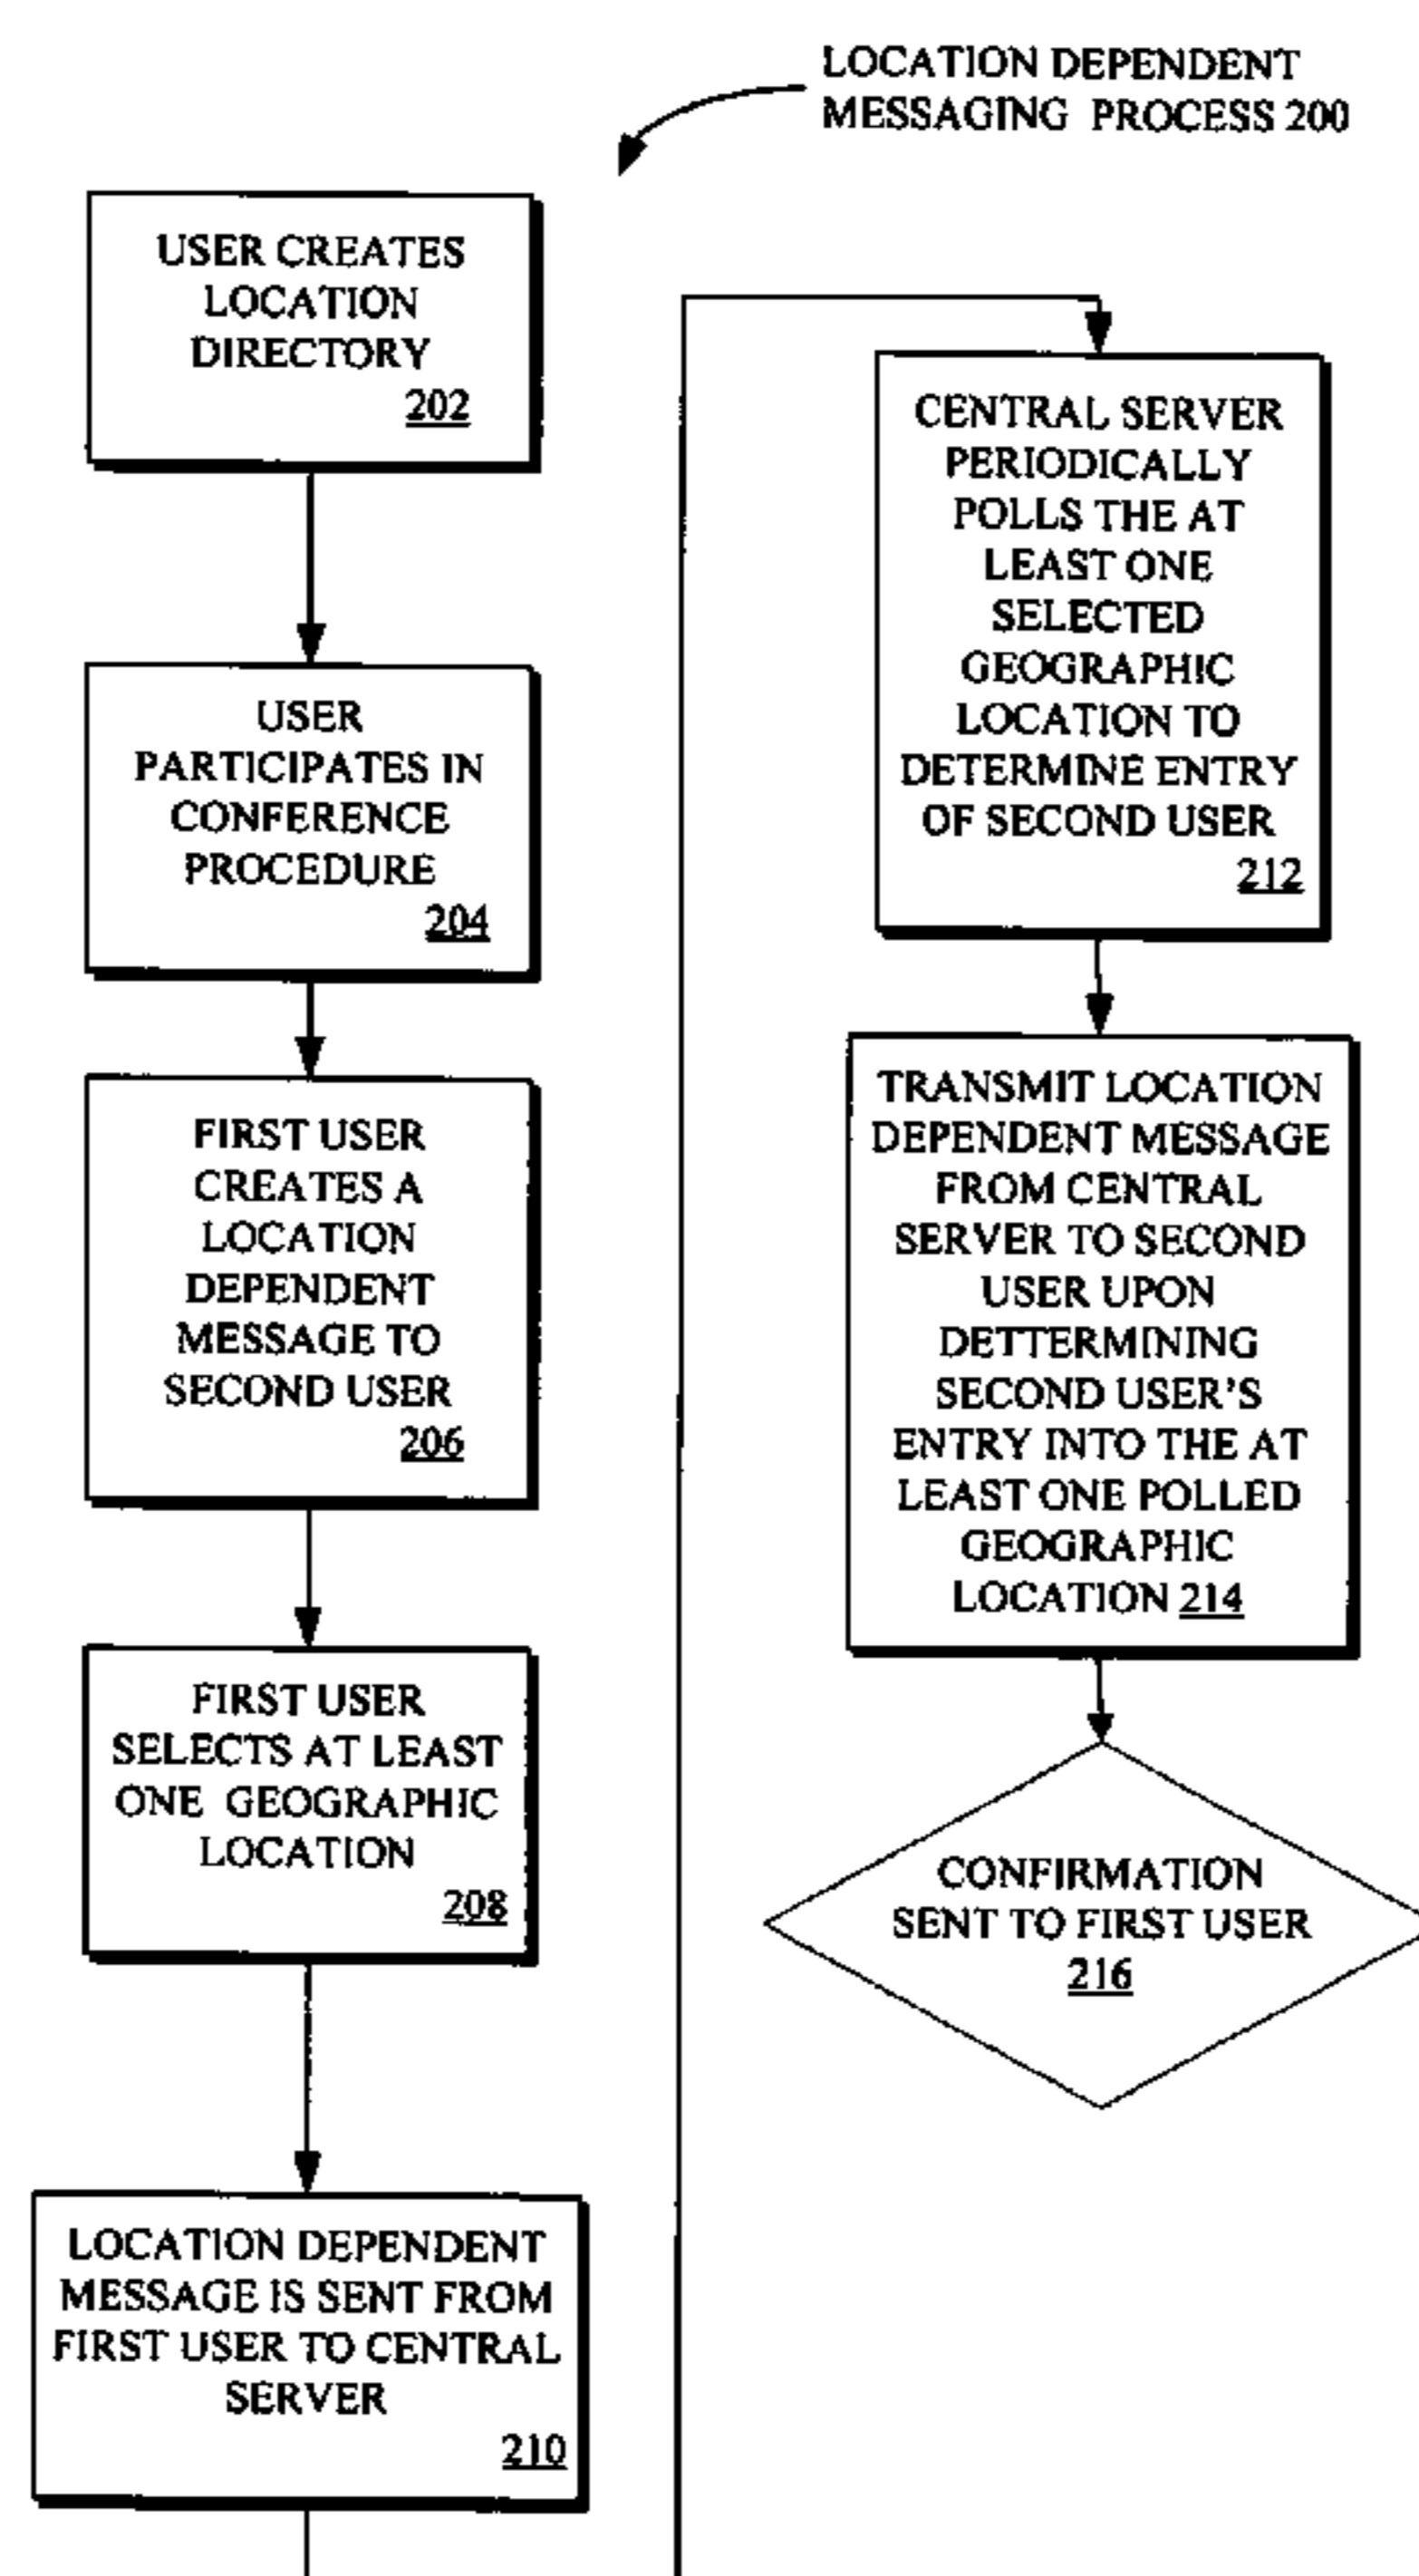 LOCATION DEPENDENT
MESSAGING PROCESS 200
USER CREATES
LOCATION
DIRECTORY
202
USER
PARTICIPATES IN
CONFERENCE
PROCEDURE
204
FIRST USER
CREATES A
LOCATION
DEPENDENT
MESSAGE TO
SECOND USER
206
FIRST USER
SELECTS AT LEAST
ONE GEOGRAPHIC
LOCATION
208
LOCATION DEPENDENT
MESSAGE IS SENT FROM
FIRST USER TO CENTRAL
SERVER
210
CENTRAL SERVER
PERIODICALLY
POLLS THE AT
LEAST ONE
SELECTED
GEOGRAPHIC
LOCATION TO
DETERMINE ENTRY
OF SECOND USER
212
TRANSMIT LOCATION
DEPENDENT MESSAGE
FROM CENTRAL
SERVER TO SECOND
USER UPON
DETTERMINING
SECOND USER'S
ENTRY INTO THE AT
LEAST ONE POLLED
GEOGRAPHIC
LOCATION 214
CONFIRMATION
SENT TO FIRST USER
216